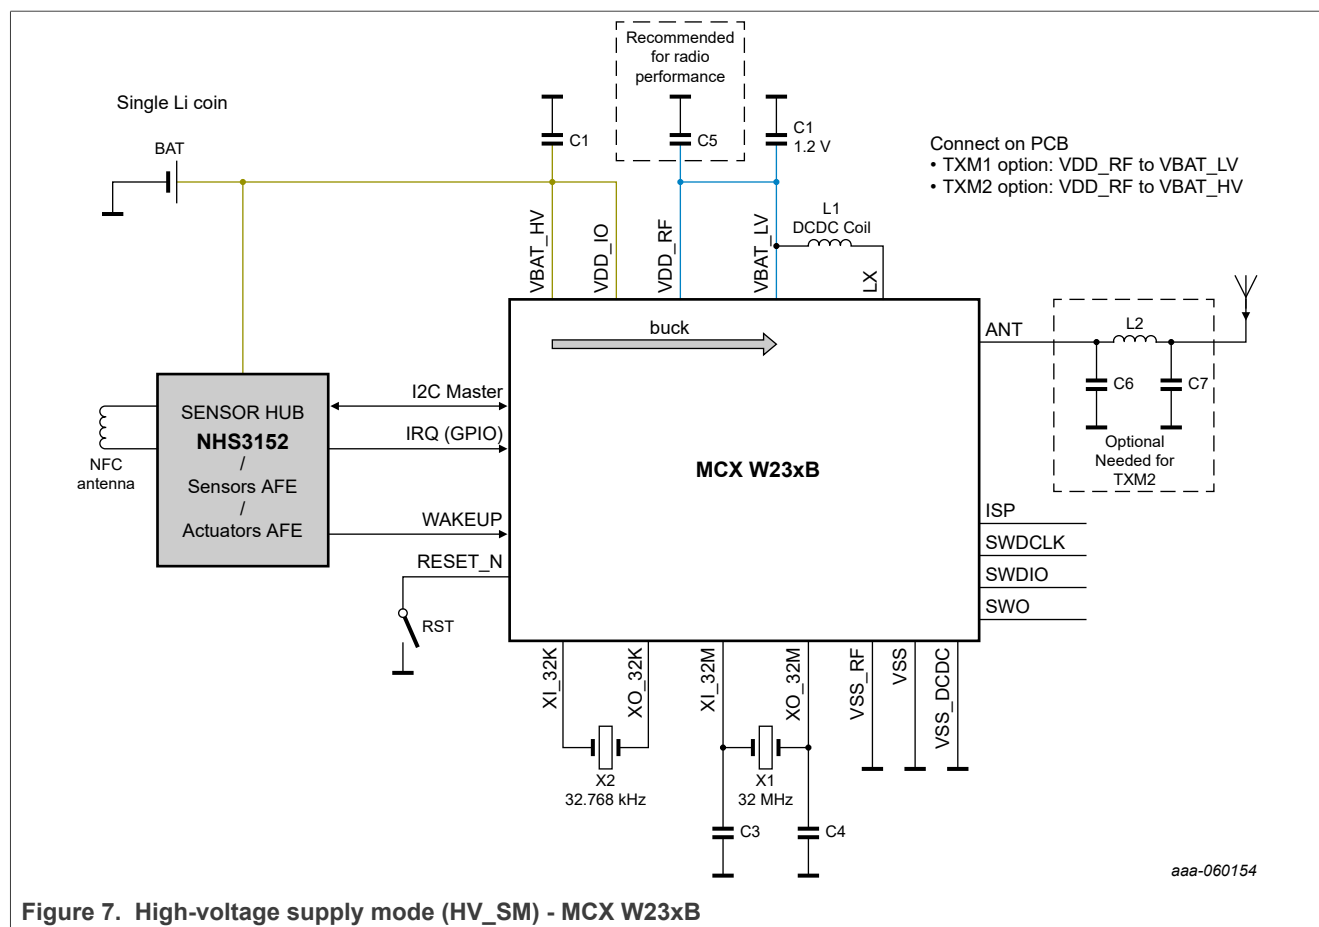 Recommended
for radio
performance
Single Li coin
BAT
C1
C5
C1
1.2 V
Connect on PCB
• TXM1 option: VDD_RF to VBAT_LV
• TXM2 option: VDD_RF to VBAT_HV
VBAT_HV
VDD_IO
VDD_RF
VBAT_LV
L1
DCDC Coil
LX
buck
ANT
L2
C6
C7
Optional
Needed for
TXM2
SENSOR HUB
NHS3152
/
Sensors AFE
/
Actuators AFE
NFC
antenna
I2C Master
IRQ (GPIO)
WAKEUP
RESET_N
RST
MCX W23xB
ISP
SWDCLK
SWDIO
SWO
XI_32K
XO_32K
XI_32M
XO_32M
VSS_RF
VSS
VSS_DCDC
X2
32.768 kHz
X1
32 MHz
C3
C4
aaa-060154
Figure 7. High-voltage supply mode (HV_SM) - MCX W23xB